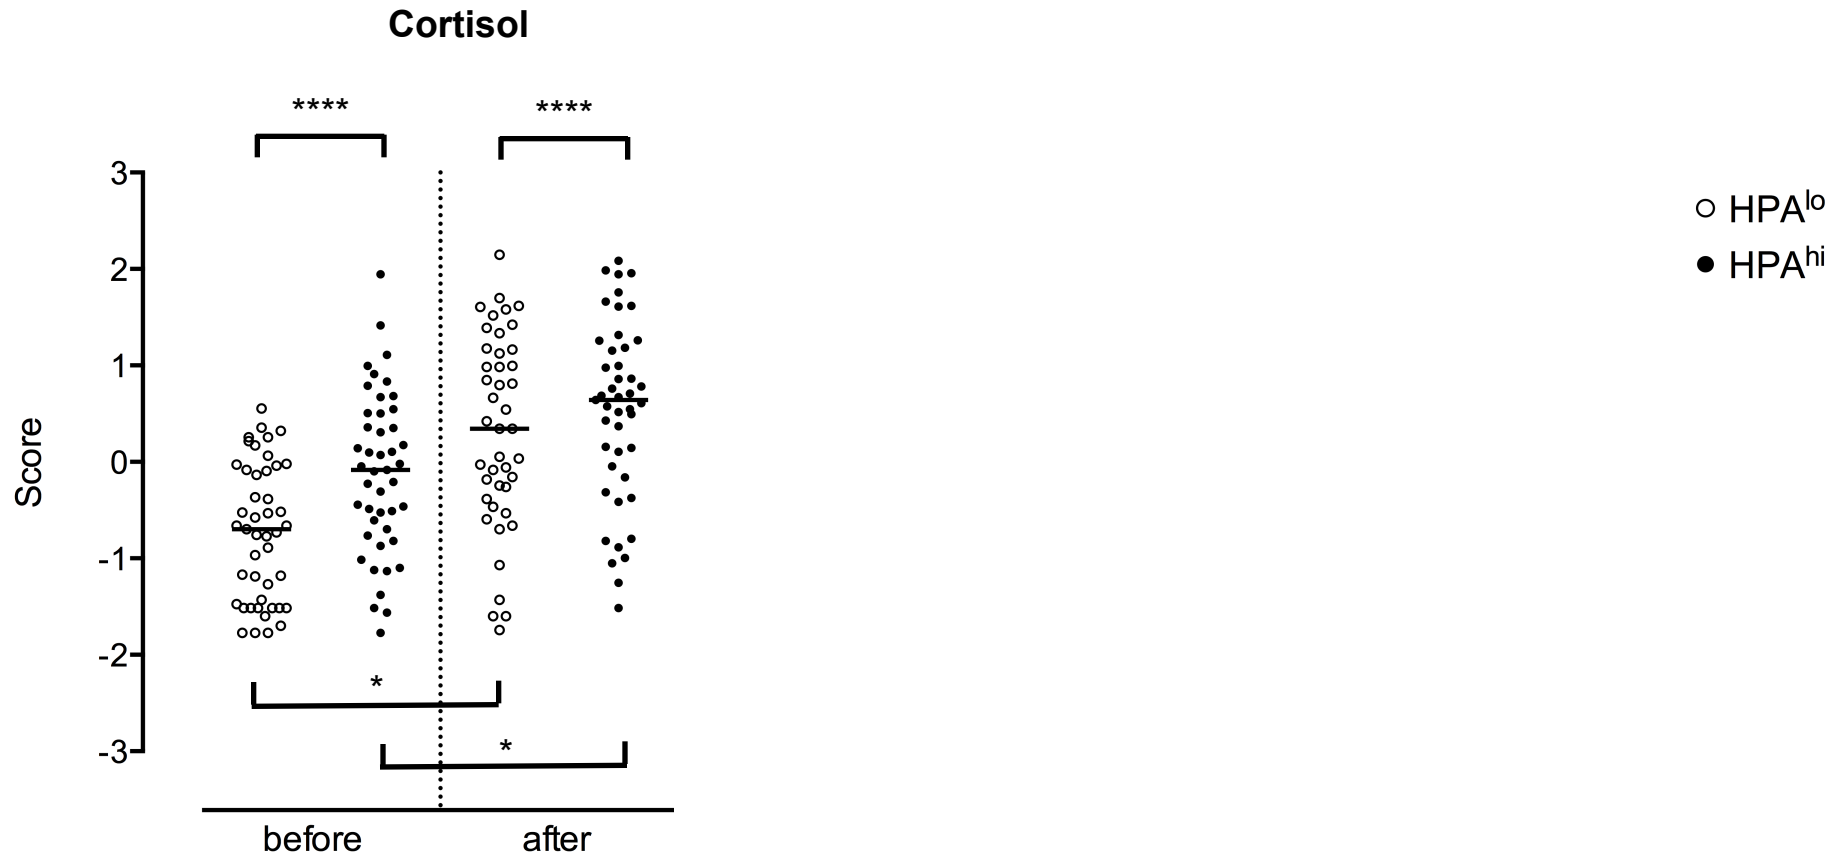 Cortisol
**** ****
3
2
1
0
-1
-2
-3
Score
*
*
before after
HPAlo
HPAhi